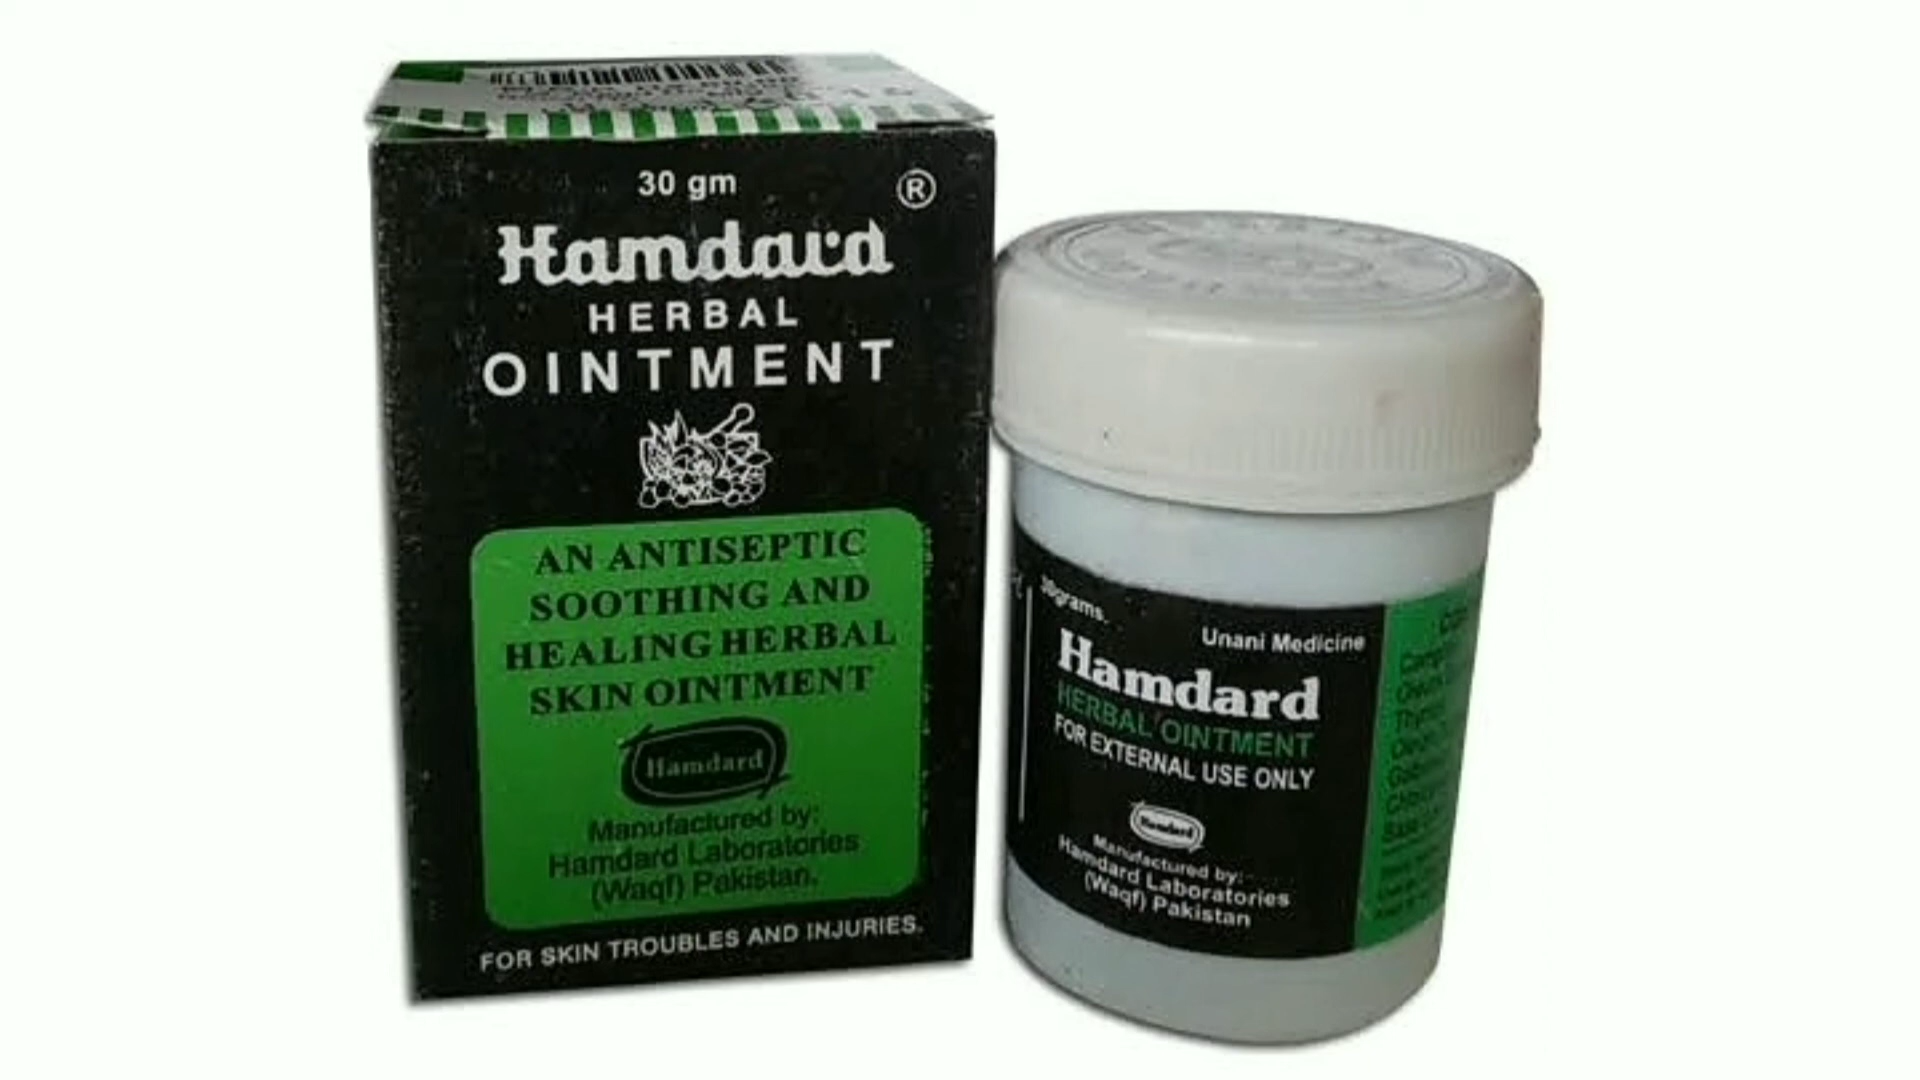 30 gm
®
Hamdard
HERBAL
OINTMENT
AN ANTISEPTIC
SOOTHING AND
HEALING HERBAL
SKIN OINTMENT
Hamdard
Manufactured by:
Hamdard Laboratories
(Waqf) Pakistan.
FOR SKIN TROUBLES AND INJURIES.
30grams.
Unani Medicine
Hamdard
HERBAL OINTMENT
FOR EXTERNAL USE ONLY
Hamdard
Manufactured by:
Hamdard Laboratories
(Waqf) Pakistan